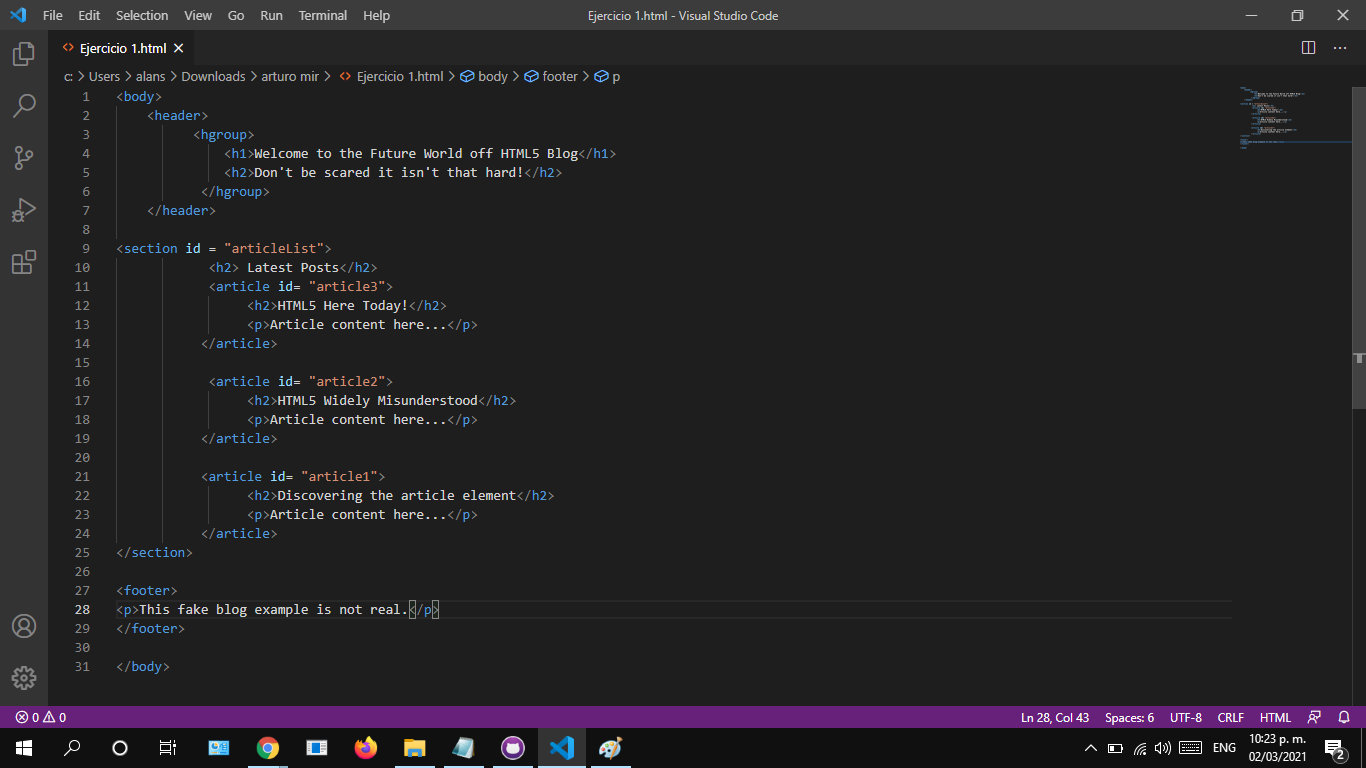 File Edit Selection View Go Run Terminal Help Ejercicio 1.html - Visual Studio Code
Ejercicio 1.html
c: > Users > alans > Downloads > arturo mir > Ejercicio 1.html > body > footer > p
1 <body>
2 <header>
3 <hgroup>
4 <h1>Welcome to the Future World off HTML5 Blog</h1>
5 <h2>Don't be scared it isn't that hard!</h2>
6 </hgroup>
7 </header>
8
9 <section id = "articleList">
10 <h2> Latest Posts</h2>
11 <article id= "article3">
12 <h2>HTML5 Here Today!</h2>
13 <p>Article content here...</p>
14 </article>
15
16 <article id= "article2">
17 <h2>HTML5 Widely Misunderstood</h2>
18 <p>Article content here...</p>
19 </article>
20
21 <article id= "article1">
22 <h2>Discovering the article element</h2>
23 <p>Article content here...</p>
24 </article>
25 </section>
26
27 <footer>
28 <p>This fake blog example is not real.</p>
29 </footer>
30
31 </body>
0 0 Ln 28, Col 43 Spaces: 6 UTF-8 CRLF HTML
ENG 10:23 p. m.
02/03/2021 2